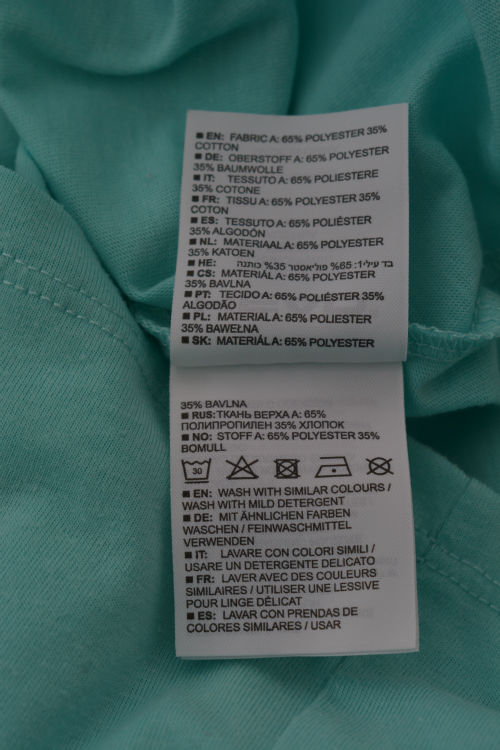 ■ EN: FABRIC A: 65% POLYESTER 35%
COTTON
■ DE: OBERSTOFF A: 65% POLYESTER
35% BAUMWOLLE
■ IT: TESSUTO A: 65% POLIESTERE
35% COTONE
■ FR: TISSU A: 65% POLYESTER 35%
COTON
■ ES: TESSUTO A: 65% POLIÉSTER
35% ALGODÓN
■ NL: MATERIAAL A: 65% POLYESTER
35% KATOEN
■ HE: בד עילי1: 65% פוליאסטר 35% כותנה
■ CS: MATERIÁL A: 65% POLYESTER
35% BAVLNA
■ PT: TECIDO A: 65% POLIÉSTER 35%
ALGODÃO
■ PL: MATERIAL A: 65% POLIESTER
35% BAWEŁNA
■ SK: MATERIÁL A: 65% POLYESTER
35% BAVLNA
■ RUS: ТКАНЬ ВЕРХА A: 65%
ПОЛИПРОПИЛЕН 35% ХЛОПОК
■ NO: STOFF A: 65% POLYESTER 35%
BOMULL
30
■ EN: WASH WITH SIMILAR COLOURS /
WASH WITH MILD DETERGENT
■ DE: MIT ÄHNLICHEN FARBEN
WASCHEN / FEINWASCHMITTEL
VERWENDEN
■ IT: LAVARE CON COLORI SIMILI /
USARE UN DETERGENTE DELICATO
■ FR: LAVER AVEC DES COULEURS
SIMILAIRES / UTILISER UNE LESSIVE
POUR LINGE DÉLICAT
■ ES: LAVAR CON PRENDAS DE
COLORES SIMILARES / USAR